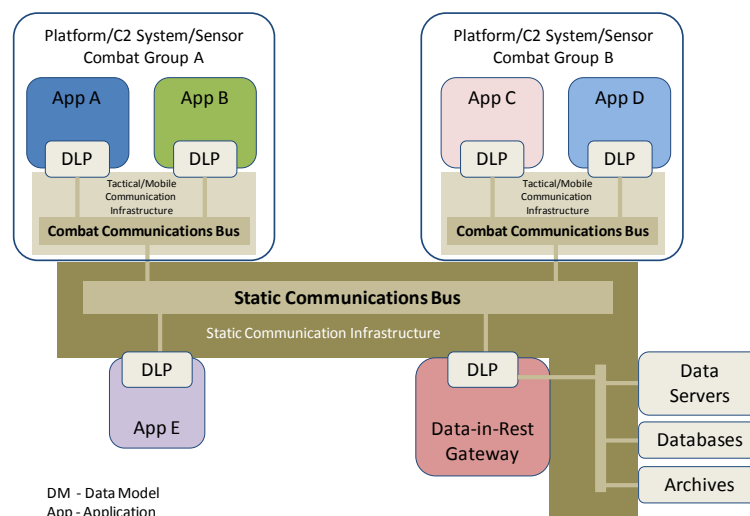 Platform/C2 System/Sensor
Combat Group A
App A
App B
DLP
DLP
Tactical/Mobile
Communication
Infrastructure
Combat Communications Bus
Platform/C2 System/Sensor
Combat Group B
App C
App D
DLP
DLP
Tactical/Mobile
Communication
Infrastructure
Combat Communications Bus
Static Communications Bus
Static Communication Infrastructure
DLP
App E
DLP
Data-in-Rest
Gateway
Data
Servers
Databases
Archives
DM - Data Model
App - Application